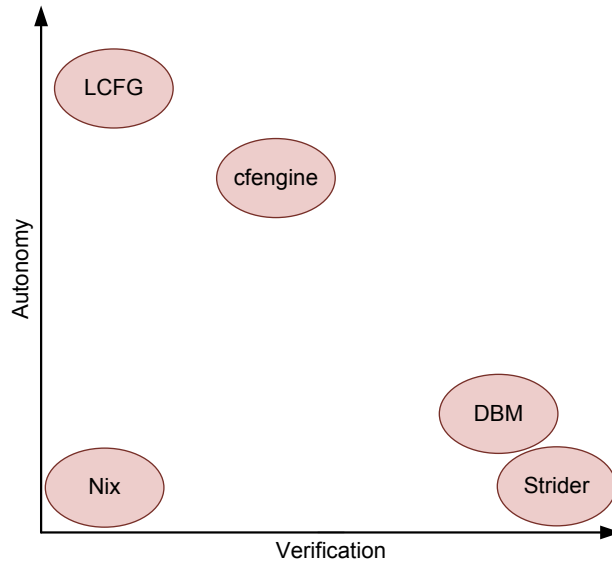 LCFG
cfengine
Autonomy
DBM
Nix
Strider
Verification